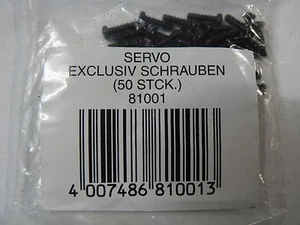 SERVO
EXCLUSIV SCHRAUBEN
(50 STCK.)
81001
4 007486 810013